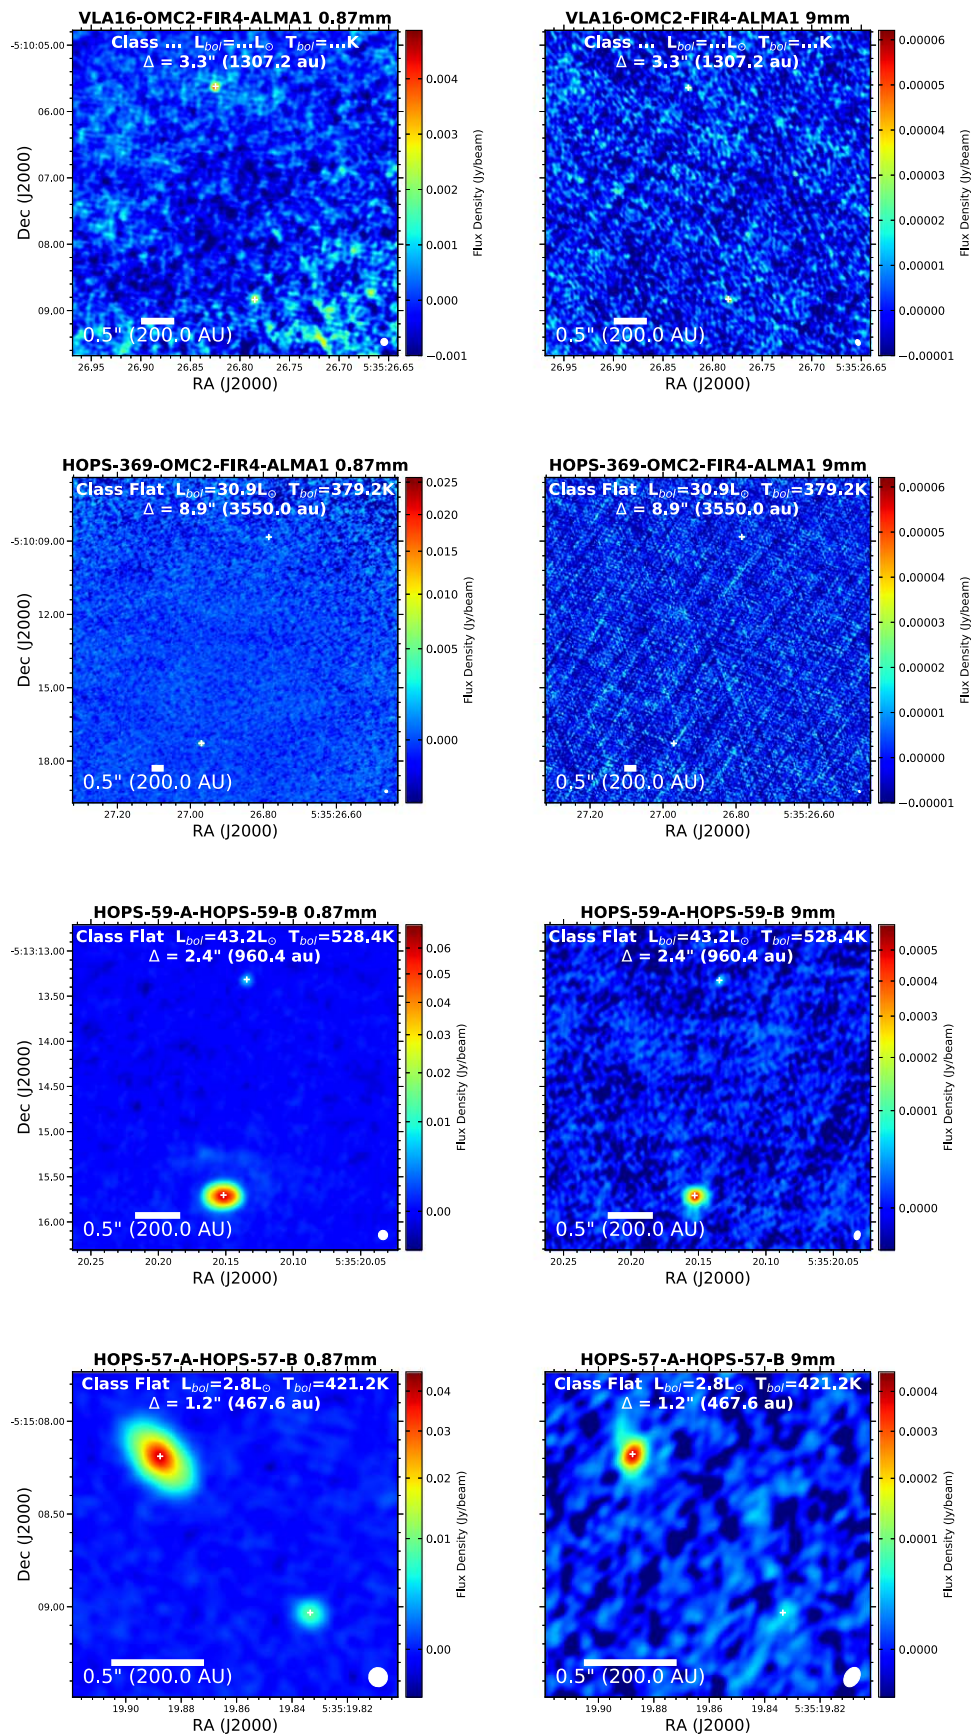 VLA16-OMC2-FIR4-ALMA1 0.87mm
Class ... L_bol=...L_⊙ T_bol=...K
Δ = 3.3" (1307.2 au)
-5:10:05.00
06.00
07.00
08.00
09.00
Dec (J2000)
0.5" (200.0 AU)
26.95 26.90 26.85 26.80 26.75 26.70 5:35:26.65
RA (J2000)
0.004
0.003
0.002
0.001
0.000
−0.001
Flux Density (Jy/beam)
VLA16-OMC2-FIR4-ALMA1 9mm
Class ... L_bol=...L_⊙ T_bol=...K
Δ = 3.3" (1307.2 au)
0.5" (200.0 AU)
26.95 26.90 26.85 26.80 26.75 26.70 5:35:26.65
RA (J2000)
0.00006
0.00005
0.00004
0.00003
0.00002
0.00001
0.00000
−0.00001
Flux Density (Jy/beam)
HOPS-369-OMC2-FIR4-ALMA1 0.87mm
Class Flat L_bol=30.9L_⊙ T_bol=379.2K
Δ = 8.9" (3550.0 au)
-5:10:09.00
12.00
15.00
18.00
Dec (J2000)
0.5" (200.0 AU)
27.20 27.00 26.80 5:35:26.60
RA (J2000)
0.025
0.020
0.015
0.010
0.005
0.000
Flux Density (Jy/beam)
HOPS-369-OMC2-FIR4-ALMA1 9mm
Class Flat L_bol=30.9L_⊙ T_bol=379.2K
Δ = 8.9" (3550.0 au)
0.5" (200.0 AU)
27.20 27.00 26.80 5:35:26.60
RA (J2000)
0.00006
0.00005
0.00004
0.00003
0.00002
0.00001
0.00000
−0.00001
Flux Density (Jy/beam)
HOPS-59-A-HOPS-59-B 0.87mm
Class Flat L_bol=43.2L_⊙ T_bol=528.4K
Δ = 2.4" (960.4 au)
-5:13:13.00
13.50
14.00
14.50
15.00
15.50
16.00
Dec (J2000)
0.5" (200.0 AU)
20.25 20.20 20.15 20.10 5:35:20.05
RA (J2000)
0.06
0.05
0.04
0.03
0.02
0.01
0.00
Flux Density (Jy/beam)
HOPS-59-A-HOPS-59-B 9mm
Class Flat L_bol=43.2L_⊙ T_bol=528.4K
Δ = 2.4" (960.4 au)
0.5" (200.0 AU)
20.25 20.20 20.15 20.10 5:35:20.05
RA (J2000)
0.0005
0.0004
0.0003
0.0002
0.0001
0.0000
Flux Density (Jy/beam)
HOPS-57-A-HOPS-57-B 0.87mm
Class Flat L_bol=2.8L_⊙ T_bol=421.2K
Δ = 1.2" (467.6 au)
-5:15:08.00
08.50
09.00
Dec (J2000)
0.5" (200.0 AU)
19.90 19.88 19.86 19.84 5:35:19.82
RA (J2000)
0.04
0.03
0.02
0.01
0.00
Flux Density (Jy/beam)
HOPS-57-A-HOPS-57-B 9mm
Class Flat L_bol=2.8L_⊙ T_bol=421.2K
Δ = 1.2" (467.6 au)
0.5" (200.0 AU)
19.90 19.88 19.86 19.84 5:35:19.82
RA (J2000)
0.0004
0.0003
0.0002
0.0001
0.0000
Flux Density (Jy/beam)